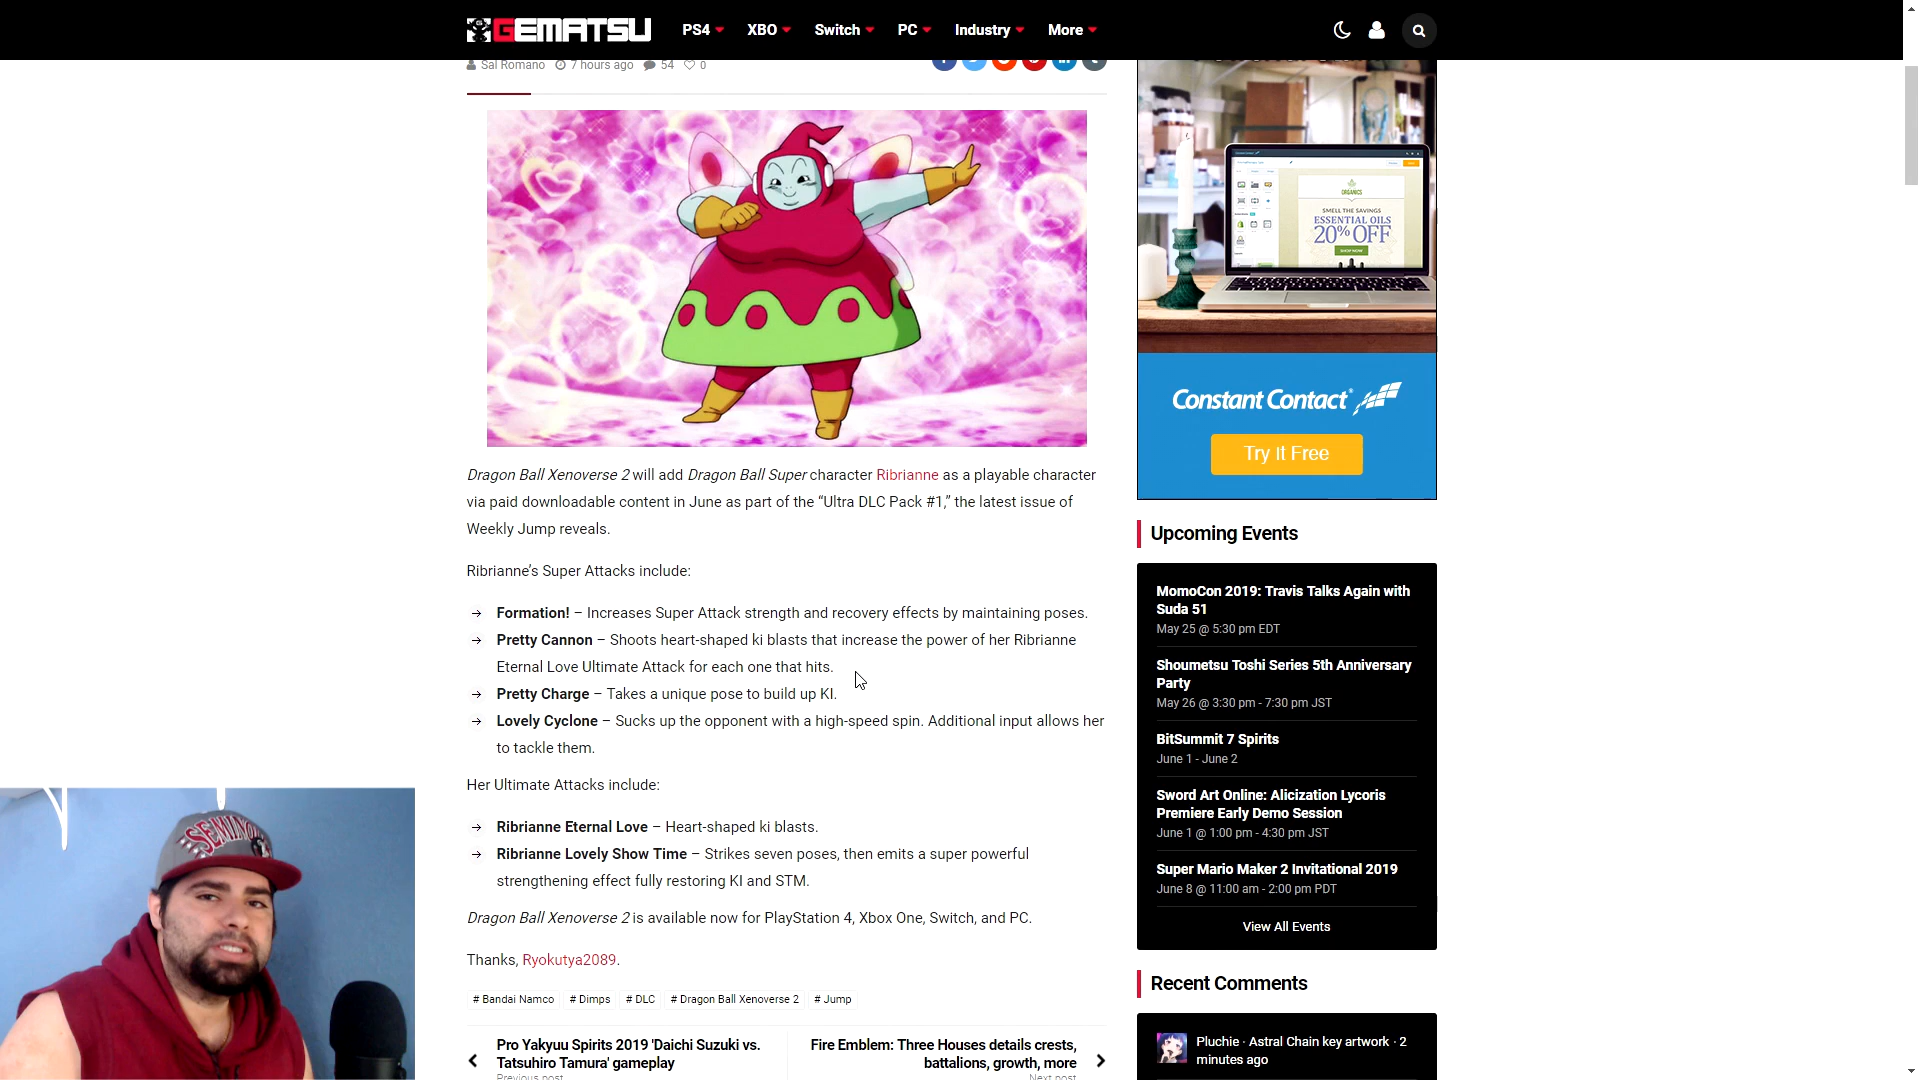 GEMATSU
PS4
XBO
Switch
PC
Industry
More
Sal Romano
7 hours ago
54
0
ORGANICS
SMELL THE SAVINGS
ESSENTIAL OILS
20% OFF
SHOP NOW
Constant Contact
Try It Free
Dragon Ball Xenoverse 2 will add Dragon Ball Super character Ribrianne as a playable character
via paid downloadable content in June as part of the “Ultra DLC Pack #1,” the latest issue of
Weekly Jump reveals.
Ribrianne’s Super Attacks include:
→ Formation! – Increases Super Attack strength and recovery effects by maintaining poses.
→ Pretty Cannon – Shoots heart-shaped ki blasts that increase the power of her Ribrianne
Eternal Love Ultimate Attack for each one that hits.
→ Pretty Charge – Takes a unique pose to build up KI.
→ Lovely Cyclone – Sucks up the opponent with a high-speed spin. Additional input allows her
to tackle them.
Her Ultimate Attacks include:
→ Ribrianne Eternal Love – Heart-shaped ki blasts.
→ Ribrianne Lovely Show Time – Strikes seven poses, then emits a super powerful
strengthening effect fully restoring KI and STM.
Dragon Ball Xenoverse 2 is available now for PlayStation 4, Xbox One, Switch, and PC.
Thanks, Ryokutya2089.
# Bandai Namco # Dimps # DLC # Dragon Ball Xenoverse 2 # Jump
Pro Yakyuu Spirits 2019 'Daichi Suzuki vs.
Tatsuhiro Tamura' gameplay
Previous post
Fire Emblem: Three Houses details crests,
battalions, growth, more
Next post
Upcoming Events
MomoCon 2019: Travis Talks Again with
Suda 51
May 25 @ 5:30 pm EDT
Shoumetsu Toshi Series 5th Anniversary
Party
May 26 @ 3:30 pm - 7:30 pm JST
BitSummit 7 Spirits
June 1 - June 2
Sword Art Online: Alicization Lycoris
Premiere Early Demo Session
June 1 @ 1:00 pm - 4:30 pm JST
Super Mario Maker 2 Invitational 2019
June 8 @ 11:00 am - 2:00 pm PDT
View All Events
Recent Comments
Pluchie · Astral Chain key artwork · 2
minutes ago